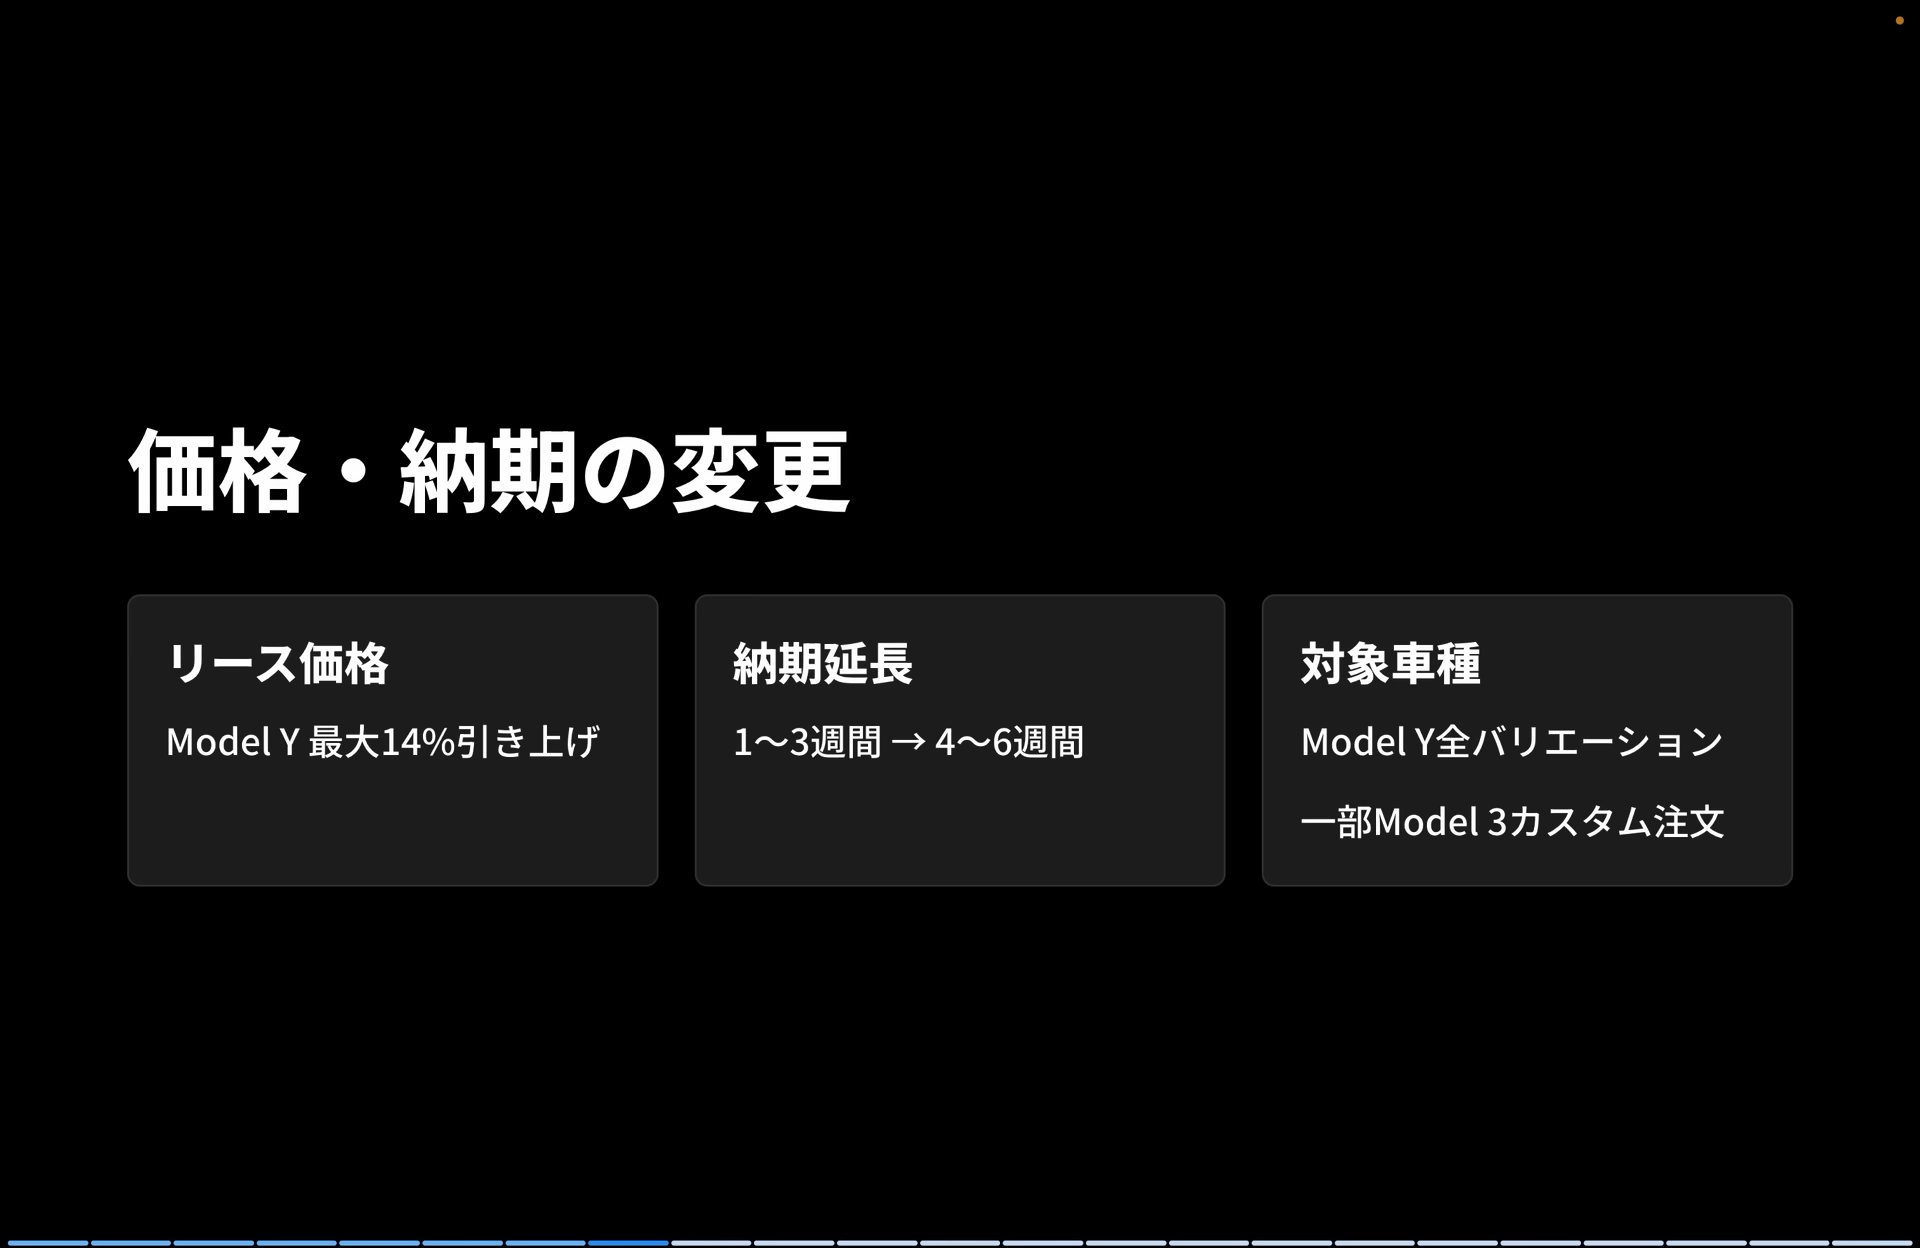 価格・納期の変更
リース価格
Model Y 最大14%引き上げ
納期延長
1〜3週間 → 4〜6週間
対象車種
Model Y全バリエーション
一部Model 3カスタム注文